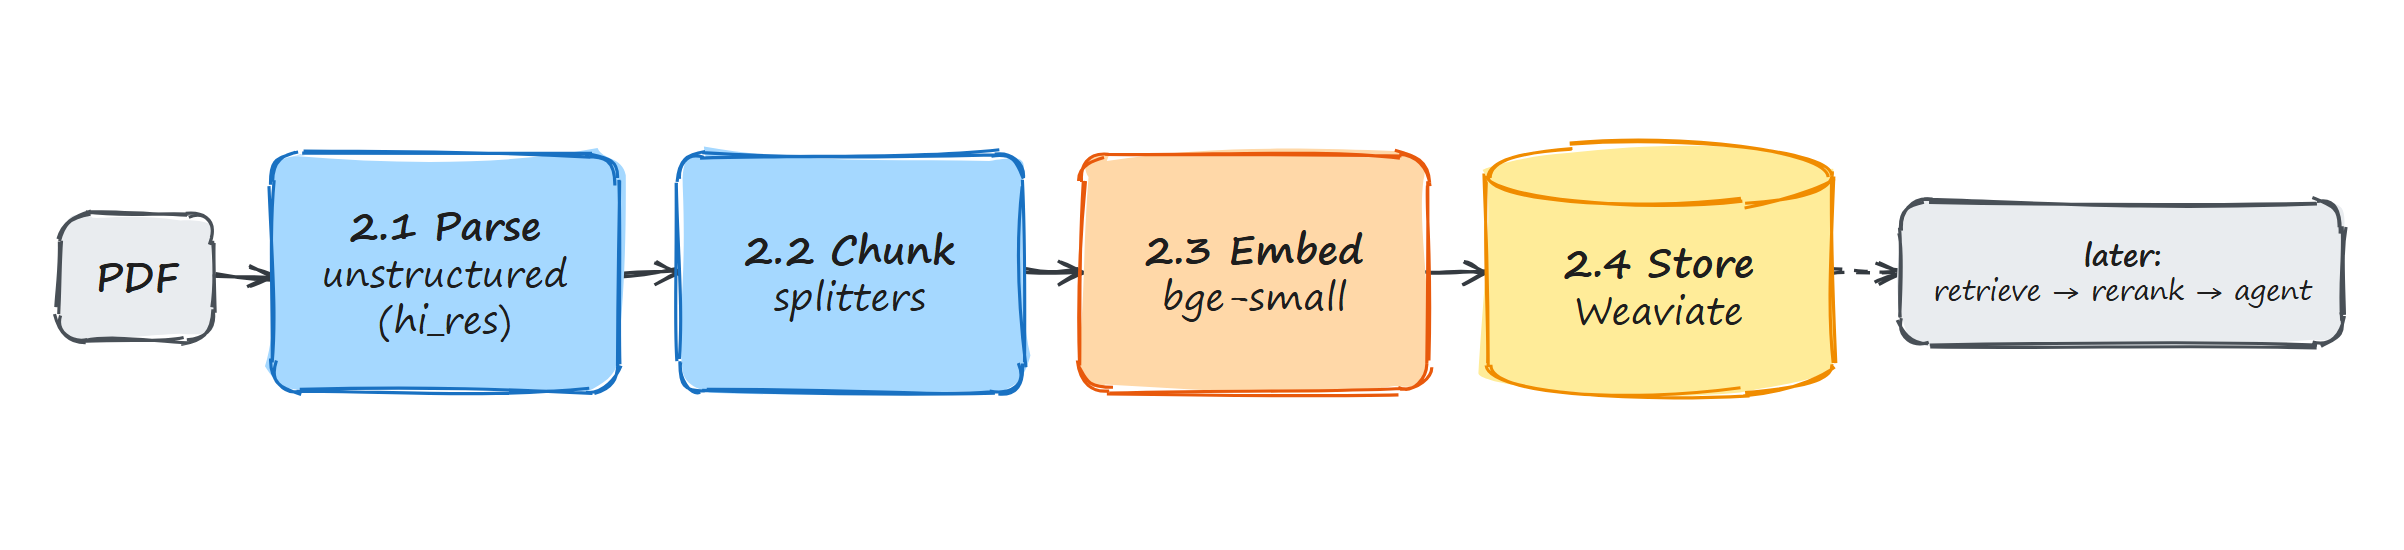 PDF
2.1 Parse
unstructured
(hi_res)
2.2 Chunk
splitters
2.3 Embed
bge-small
2.4 Store
Weaviate
later:
retrieve → rerank → agent